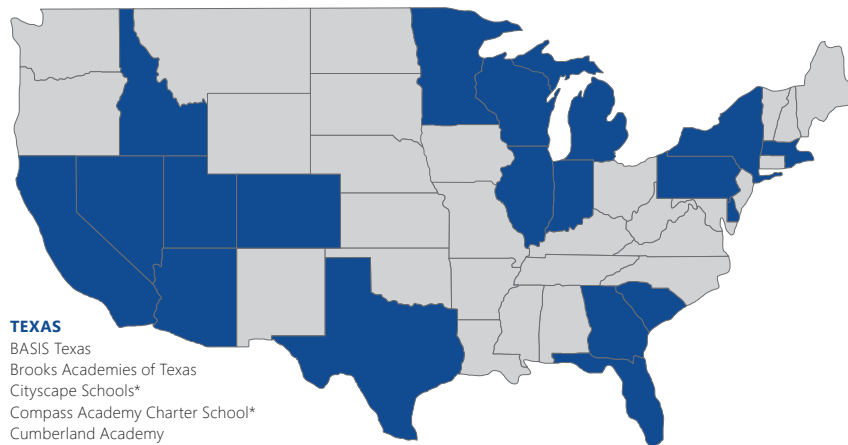 TEXAS
BASIS Texas
Brooks Academies of Texas
Cityscape Schools*
Compass Academy Charter School*
Cumberland Academy